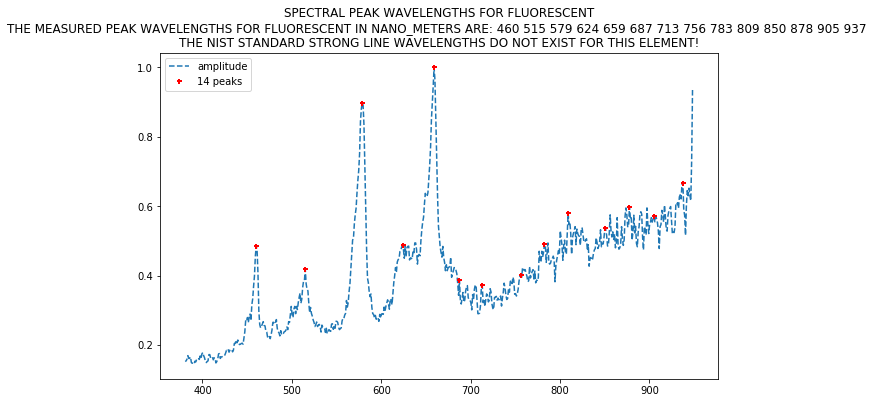 SPECTRAL PEAK WAVELENGTHS FOR FLUORESCENT
THE MEASURED PEAK WAVELENGTHS FOR FLUORESCENT IN NANO_METERS ARE: 460 515 579 624 659 687 713 756 783 809 850 878 905 937
THE NIST STANDARD STRONG LINE WAVELENGTHS DO NOT EXIST FOR THIS ELEMENT!
amplitude
14 peaks
1.0
0.8
0.6
0.4
0.2
400 500 600 700 800 900